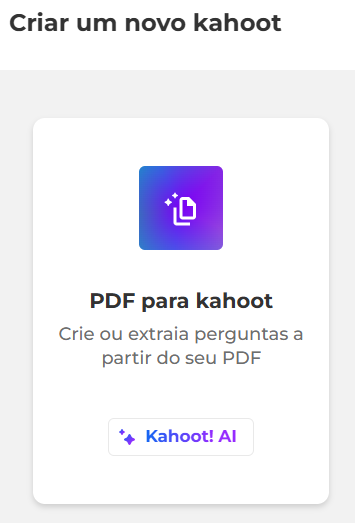 Criar um novo kahoot
PDF para kahoot
Crie ou extraia perguntas a
partir do seu PDF
Kahoot! AI